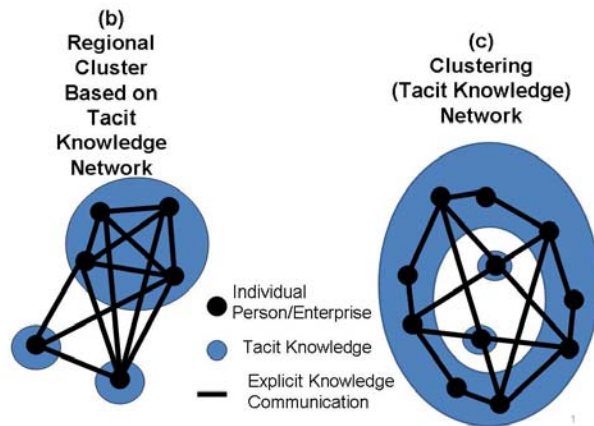 (b)
Regional
Cluster
Based on
Tacit
Knowledge
Network
(c)
Clustering
(Tacit Knowledge)
Network
Individual
Person/Enterprise
Tacit Knowledge
Explicit Knowledge
Communication
1